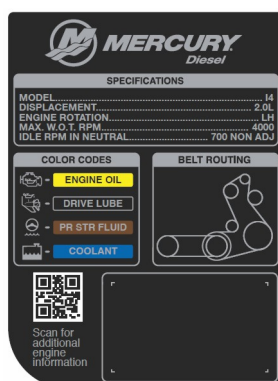 MERCURY
Diesel
SPECIFICATIONS
MODEL................................................ I4
DISPLACEMENT................................ 2.0L
ENGINE ROTATION............................. LH
MAX. W.O.T. RPM.............................. 4000
IDLE RPM IN NEUTRAL.............. 700 NON ADJ
COLOR CODES
- ENGINE OIL
- DRIVE LUBE
- PR STR FLUID
- COOLANT
BELT ROUTING
Scan for
additional
engine
information